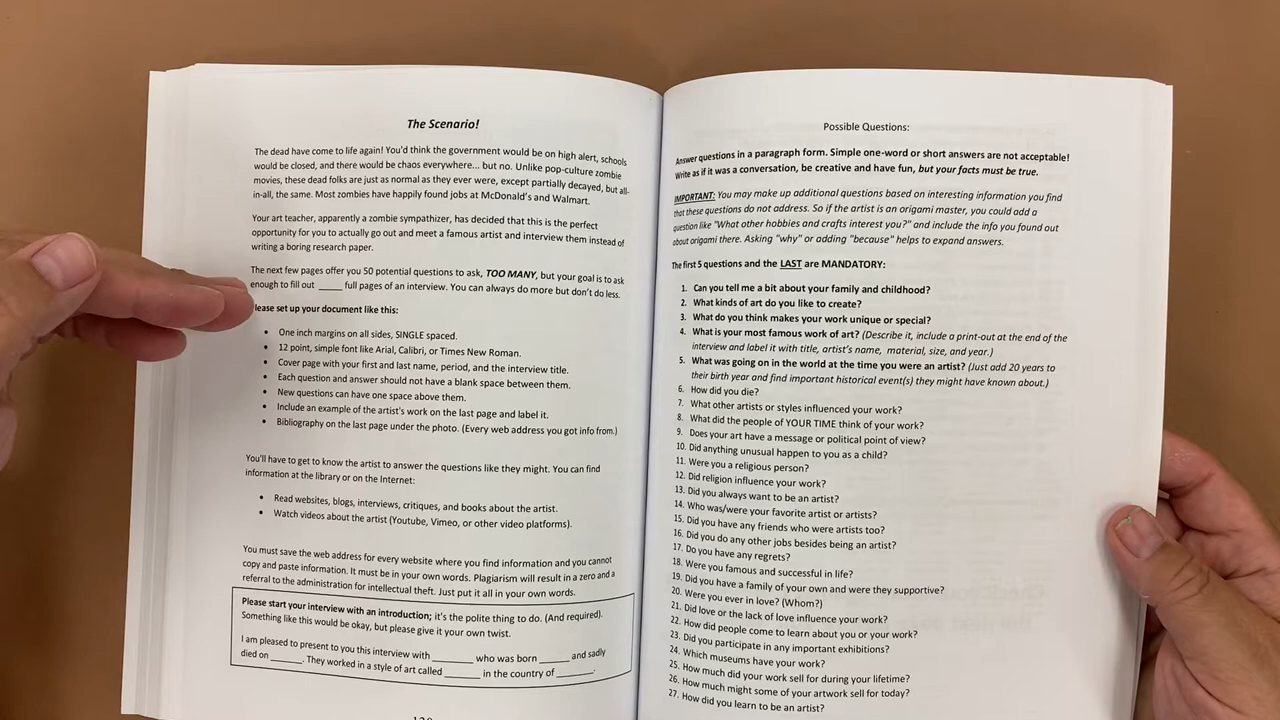 The Scenario!
The dead have come to life again! You'd think the government would be on high alert, schools
would be closed, and there would be chaos everywhere... but no. Unlike pop-culture zombie
movies, these dead folks are just as normal as they ever were, except partially decayed, but all-
in-all, the same. Most zombies have happily found jobs at McDonald's and Walmart.
Your art teacher, apparently a zombie sympathizer, has decided that this is the perfect
opportunity for you to actually go out and meet a famous artist and interview them instead of
writing a boring research paper.
The next few pages offer you 50 potential questions to ask, TOO MANY, but your goal is to ask
enough to fill out _____ full pages of an interview. You can always do more but don't do less.
lease set up your document like this:
• One inch margins on all sides, SINGLE spaced.
• 12 point, simple font like Arial, Calibri, or Times New Roman.
• Cover page with your first and last name, period, and the interview title.
• Each question and answer should not have a blank space between them.
• New questions can have one space above them.
• Include an example of the artist's work on the last page and label it.
• Bibliography on the last page under the photo. (Every web address you got info from.)
You'll have to get to know the artist to answer the questions like they might. You can find
information at the library or on the Internet:
• Read websites, blogs, interviews, critiques, and books about the artist.
• Watch videos about the artist (Youtube, Vimeo, or other video platforms).
You must save the web address for every website where you find information and you cannot
copy and paste information. It must be in your own words. Plagiarism will result in a zero and a
referral to the administration for intellectual theft. Just put it all in your own words.
Please start your interview with an introduction; it's the polite thing to do. (And required).
Something like this would be okay, but please give it your own twist.
I am pleased to present to you this interview with ________ who was born ______ and sadly
died on ______. They worked in a style of art called _______ in the country of ________.
Possible Questions:
Answer questions in a paragraph form. Simple one-word or short answers are not acceptable!
Write as if it was a conversation, be creative and have fun, but your facts must be true.
IMPORTANT: You may make up additional questions based on interesting information you find
that these questions do not address. So if the artist is an origami master, you could add a
question like "What other hobbies and crafts interest you?" and include the info you found out
about origami there. Asking "why" or adding "because" helps to expand answers.
The first 5 questions and the LAST are MANDATORY:
1. Can you tell me a bit about your family and childhood?
2. What kinds of art do you like to create?
3. What do you think makes your work unique or special?
4. What is your most famous work of art? (Describe it, include a print-out at the end of the
interview and label it with title, artist's name, material, size, and year.)
5. What was going on in the world at the time you were an artist? (Just add 20 years to
their birth year and find important historical event(s) they might have known about.)
6. How did you die?
7. What other artists or styles influenced your work?
8. What did the people of YOUR TIME think of your work?
9. Does your art have a message or political point of view?
10. Did anything unusual happen to you as a child?
11. Were you a religious person?
12. Did religion influence your work?
13. Did you always want to be an artist?
14. Who was/were your favorite artist or artists?
15. Did you have any friends who were artists too?
16. Did you do any other jobs besides being an artist?
17. Do you have any regrets?
18. Were you famous and successful in life?
19. Did you have a family of your own and were they supportive?
20. Were you ever in love? (Whom?)
21. Did love or the lack of love influence your work?
22. How did people come to learn about you or your work?
23. Did you participate in any important exhibitions?
24. Which museums have your work?
25. How much did your work sell for during your lifetime?
26. How much might some of your artwork sell for today?
27. How did you learn to be an artist?